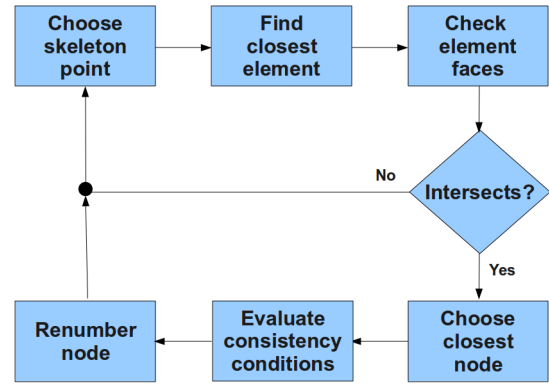 Choose
skeleton
point
Find
closest
element
Check
element
faces
No
Intersects?
Yes
Renumber
node
Evaluate
consistency
conditions
Choose
closest
node